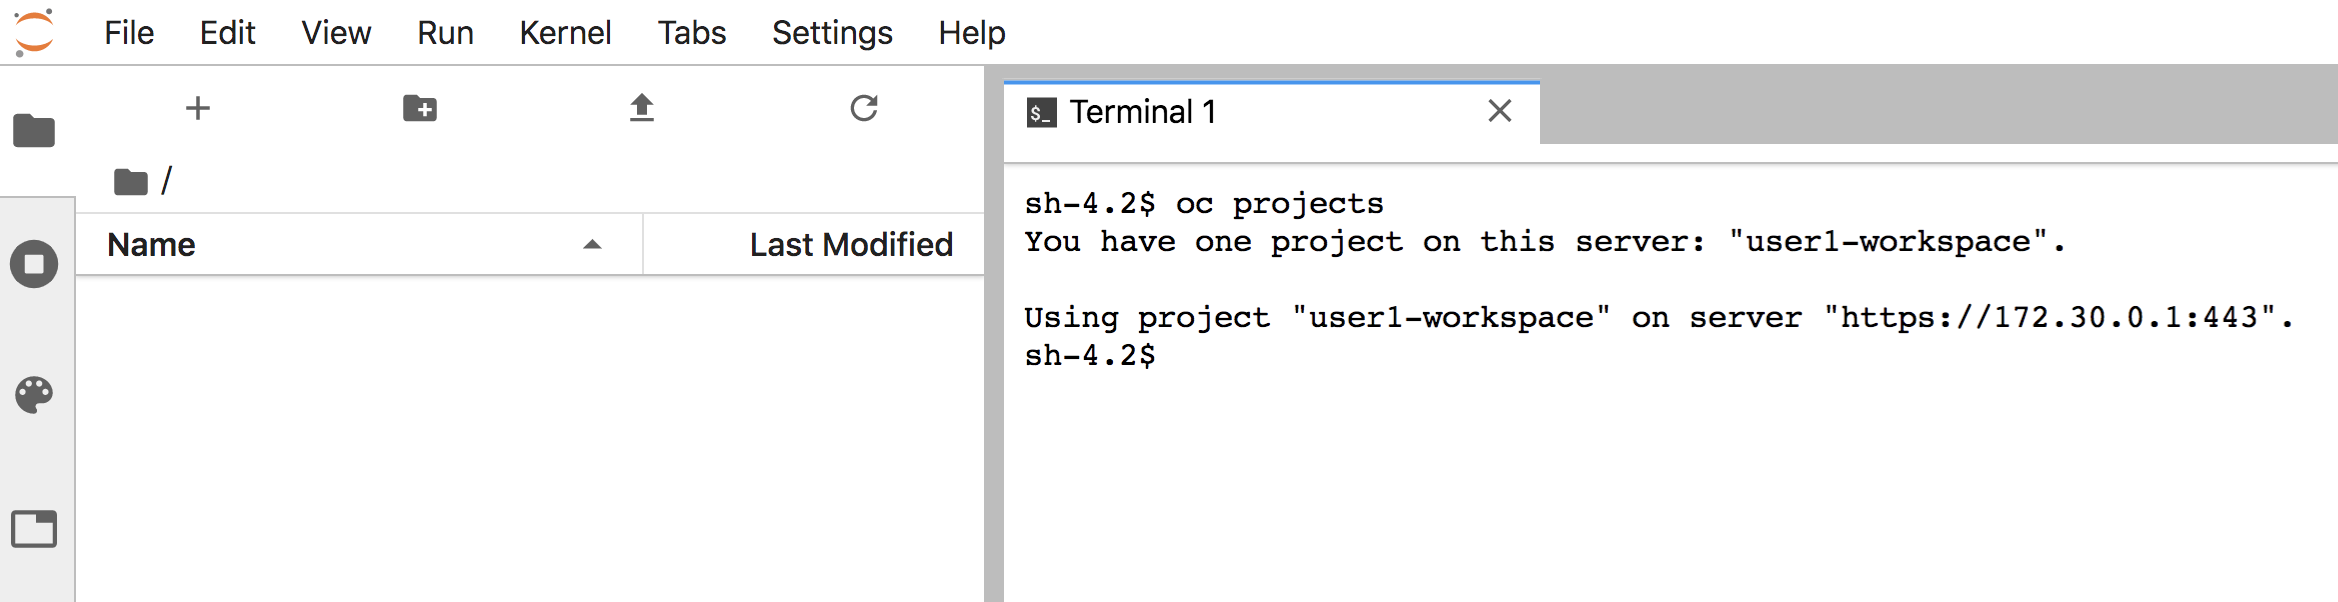 File Edit View Run Kernel Tabs Settings Help
/
Name Last Modified
$_ Terminal 1
sh-4.2$ oc projects
You have one project on this server: "user1-workspace".
Using project "user1-workspace" on server "https://172.30.0.1:443".
sh-4.2$